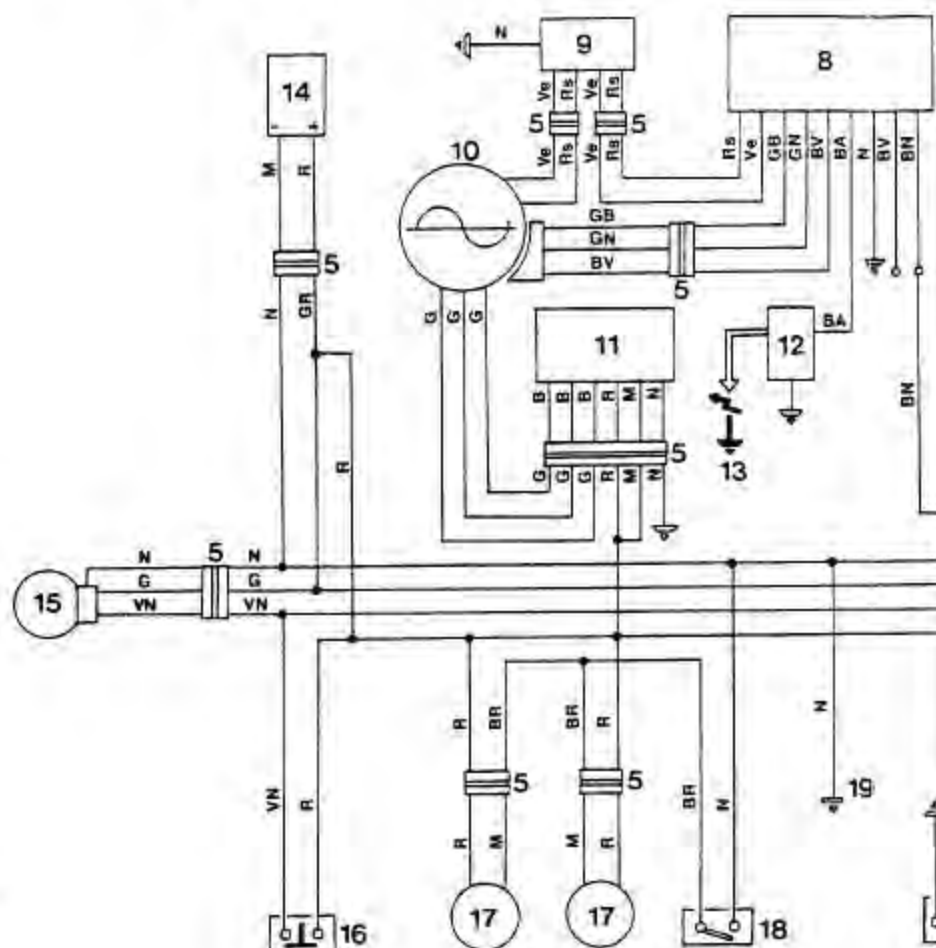 N
9
8
14
- +
Ve Rs Ve Rs
5 5
10
Ve Rs Ve Rs
Rs Ve GB GN BV BA N BV BN
M R
GB
GN
BV
5
5
N GR
G G G
11
12
BA
BN
B B B R M N
5
G G G R M N
13
R
N 5 N
G G
VN VN
15
R BR BR R
N
5 5
19
VN R
BR N
R M M R
16
17
17
18